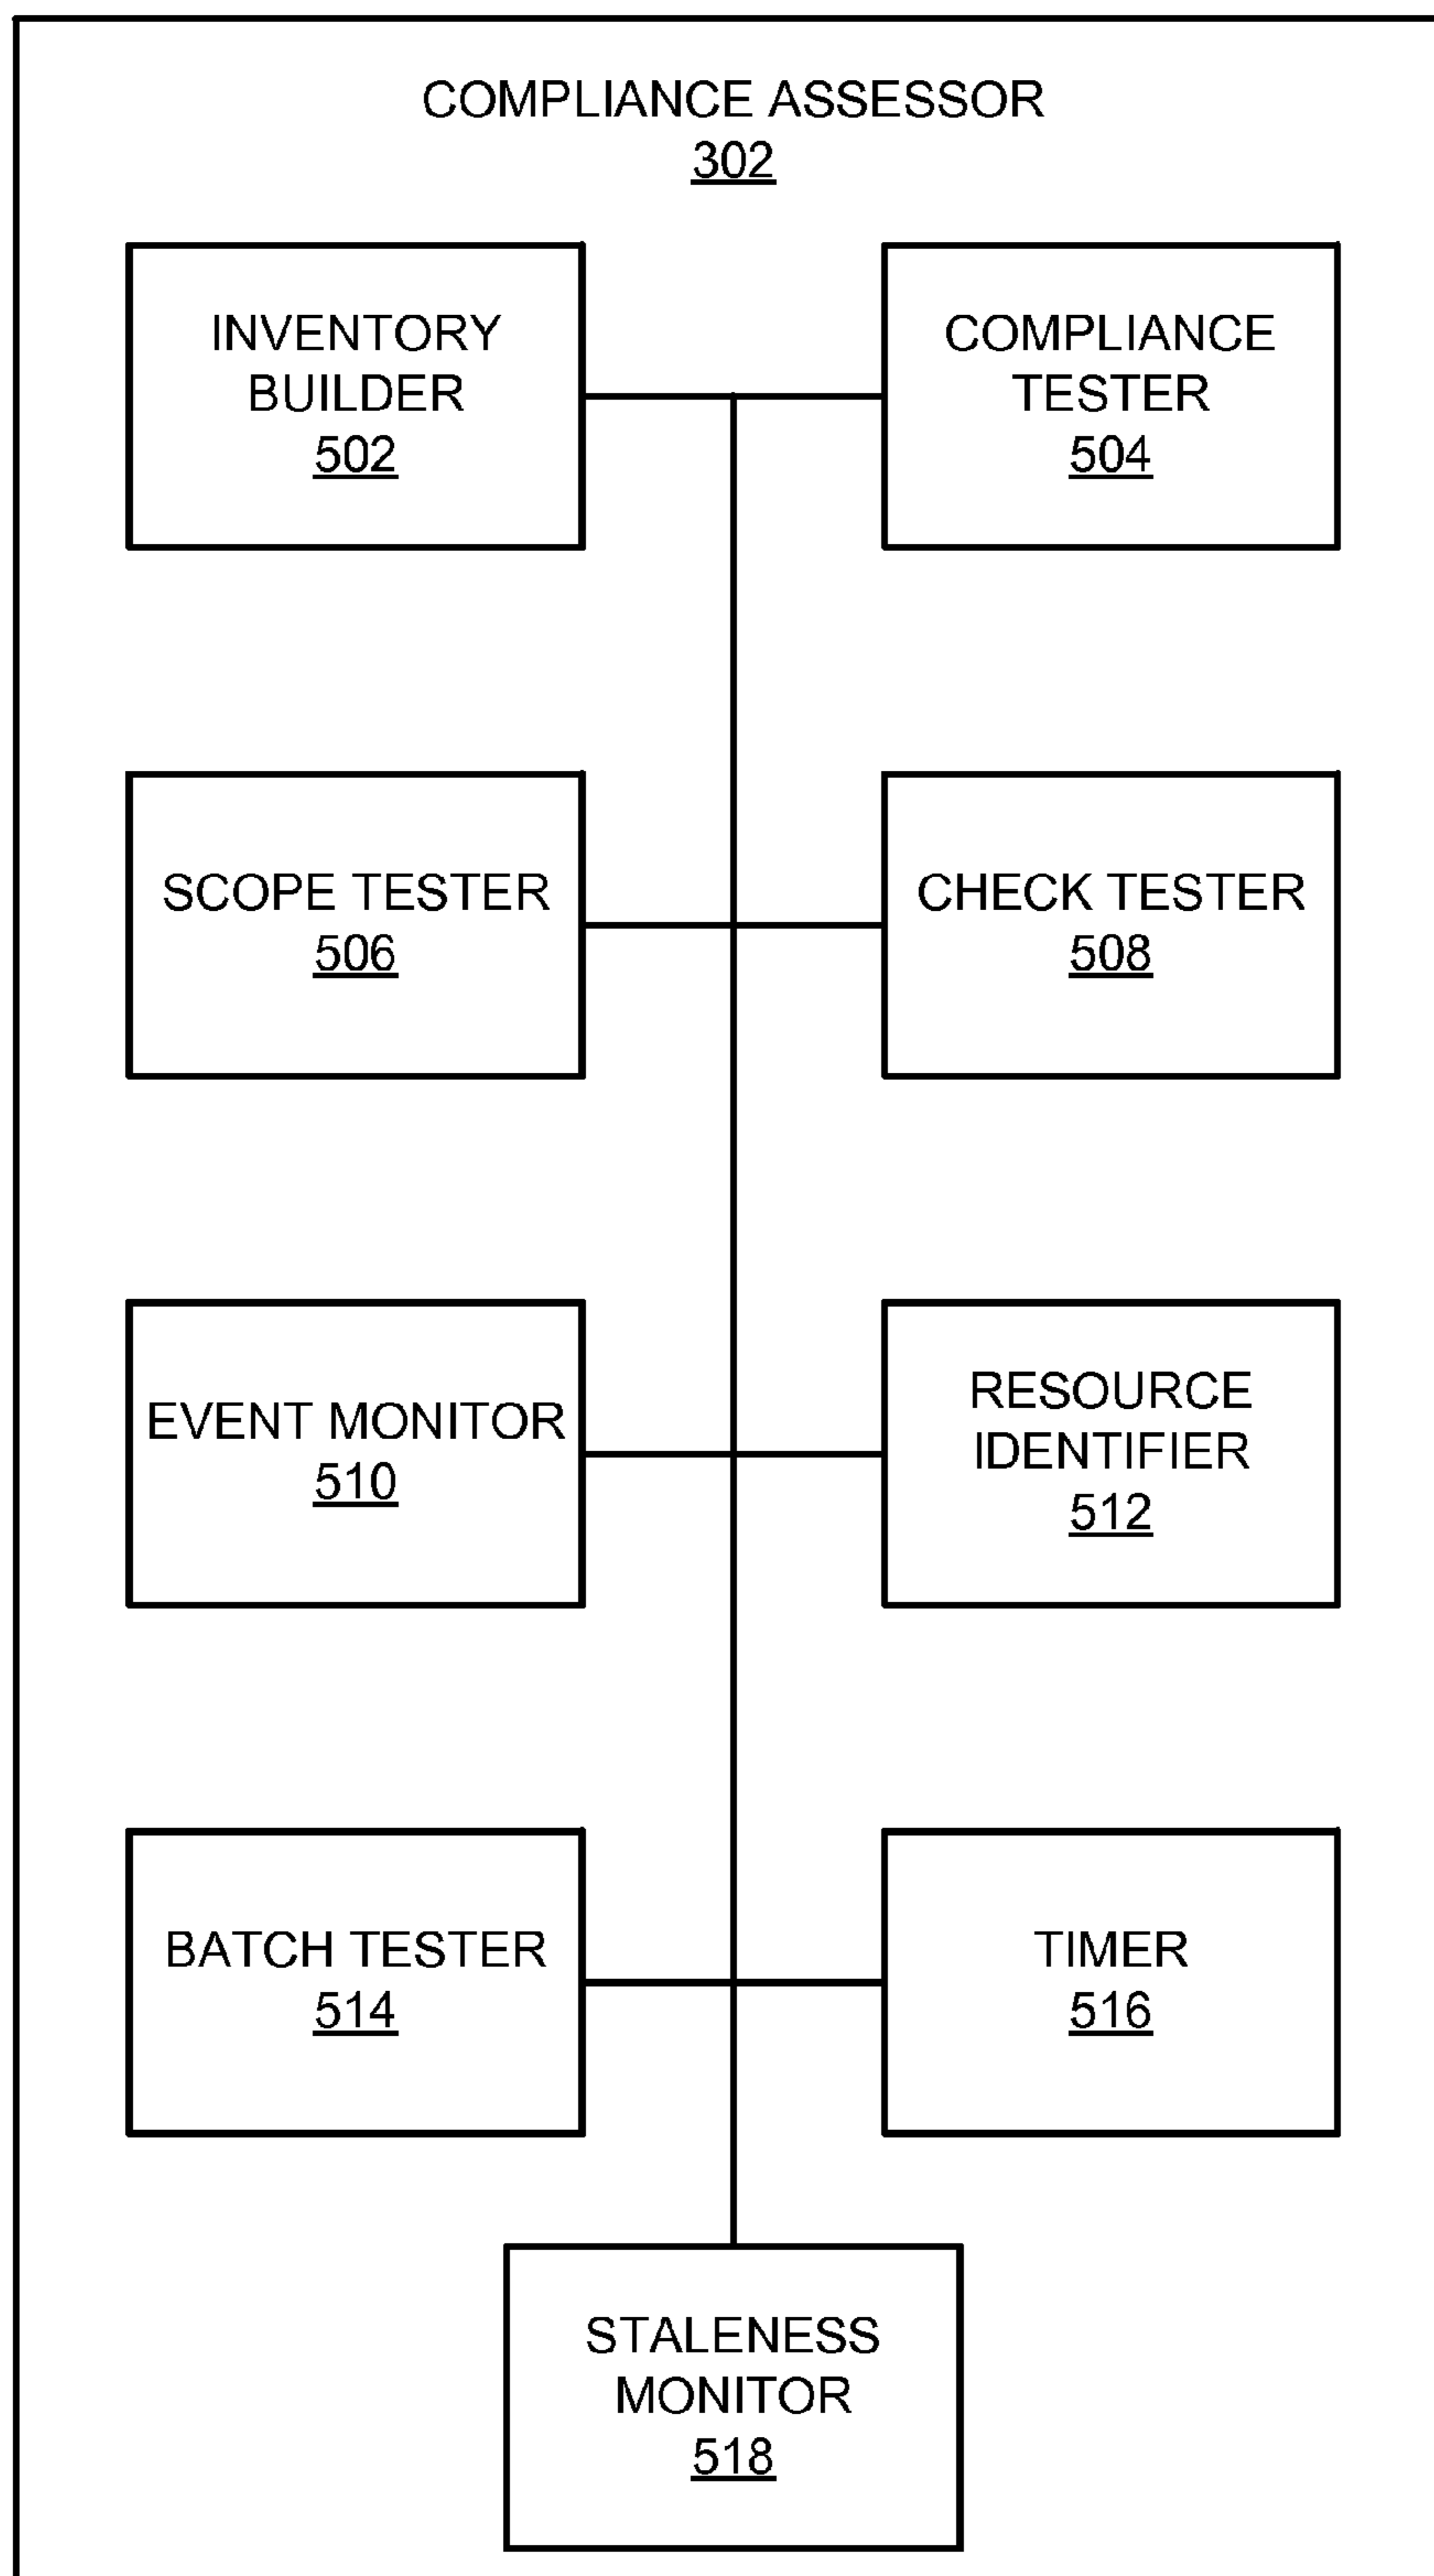 COMPLIANCE ASSESSOR
302
INVENTORY
BUILDER
502
COMPLIANCE
TESTER
504
SCOPE TESTER
506
CHECK TESTER
508
EVENT MONITOR
510
RESOURCE
IDENTIFIER
512
BATCH TESTER
514
TIMER
516
STALENESS
MONITOR
518